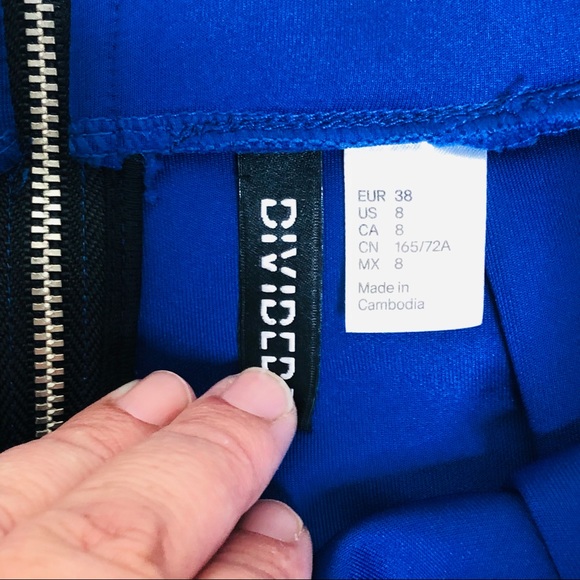 DIVIDED
EUR 38
US 8
CA 8
CN 165/72A
MX 8
Made in
Cambodia